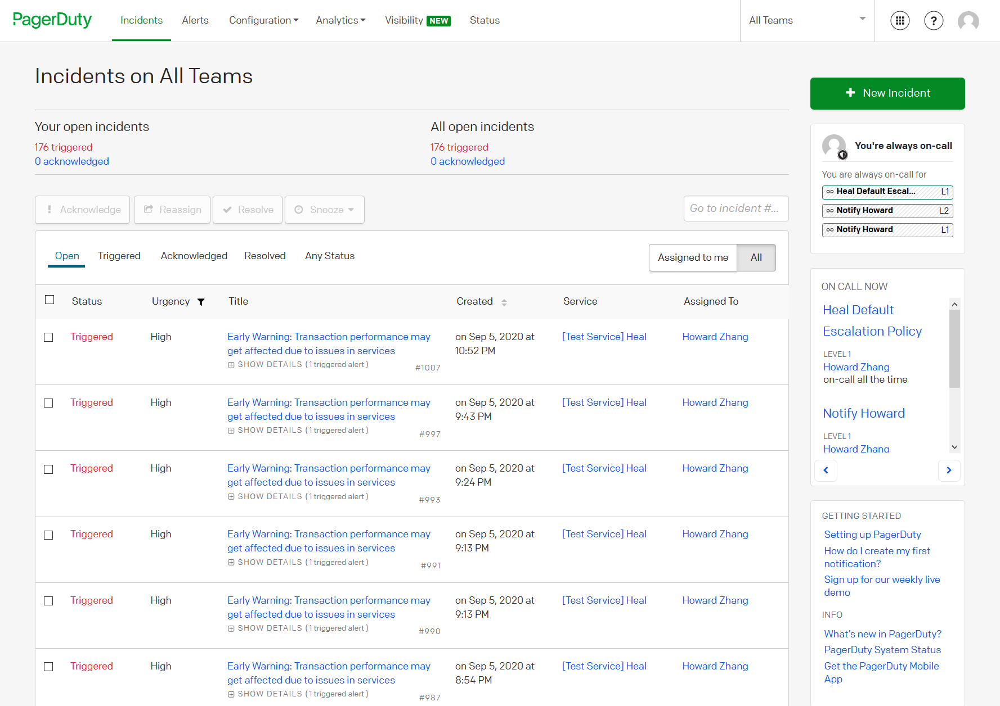 PagerDuty
Incidents
Alerts
Configuration
Analytics
Visibility NEW
Status
All Teams
?
Incidents on All Teams
Your open incidents
176 triggered
0 acknowledged
All open incidents
176 triggered
0 acknowledged
Acknowledge
Reassign
Resolve
Snooze
Go to incident #...
Open
Triggered
Acknowledged
Resolved
Any Status
Assigned to me
All
Status
Urgency
Title
Created
Service
Assigned To
Triggered
High
Early Warning: Transaction performance may
get affected due to issues in services
SHOW DETAILS (1 triggered alert)
#1007
on Sep 5, 2020 at
10:52 PM
[Test Service] Heal
Howard Zhang
Triggered
High
Early Warning: Transaction performance may
get affected due to issues in services
SHOW DETAILS (1 triggered alert)
#997
on Sep 5, 2020 at
9:43 PM
[Test Service] Heal
Howard Zhang
Triggered
High
Early Warning: Transaction performance may
get affected due to issues in services
SHOW DETAILS (1 triggered alert)
#993
on Sep 5, 2020 at
9:24 PM
[Test Service] Heal
Howard Zhang
Triggered
High
Early Warning: Transaction performance may
get affected due to issues in services
SHOW DETAILS (1 triggered alert)
#991
on Sep 5, 2020 at
9:13 PM
[Test Service] Heal
Howard Zhang
Triggered
High
Early Warning: Transaction performance may
get affected due to issues in services
SHOW DETAILS (1 triggered alert)
#990
on Sep 5, 2020 at
9:13 PM
[Test Service] Heal
Howard Zhang
Triggered
High
Early Warning: Transaction performance may
get affected due to issues in services
SHOW DETAILS (1 triggered alert)
#987
on Sep 5, 2020 at
8:54 PM
[Test Service] Heal
Howard Zhang
New Incident
You're always on-call
You are always on-call for
∞ Heal Default Escal... L1
∞ Notify Howard L2
∞ Notify Howard L1
ON CALL NOW
Heal Default
Escalation Policy
LEVEL 1
Howard Zhang
on-call all the time
Notify Howard
LEVEL 1
Howard Zhang
GETTING STARTED
Setting up PagerDuty
How do I create my first
notification?
Sign up for our weekly live
demo
INFO
What's new in PagerDuty?
PagerDuty System Status
Get the PagerDuty Mobile
App